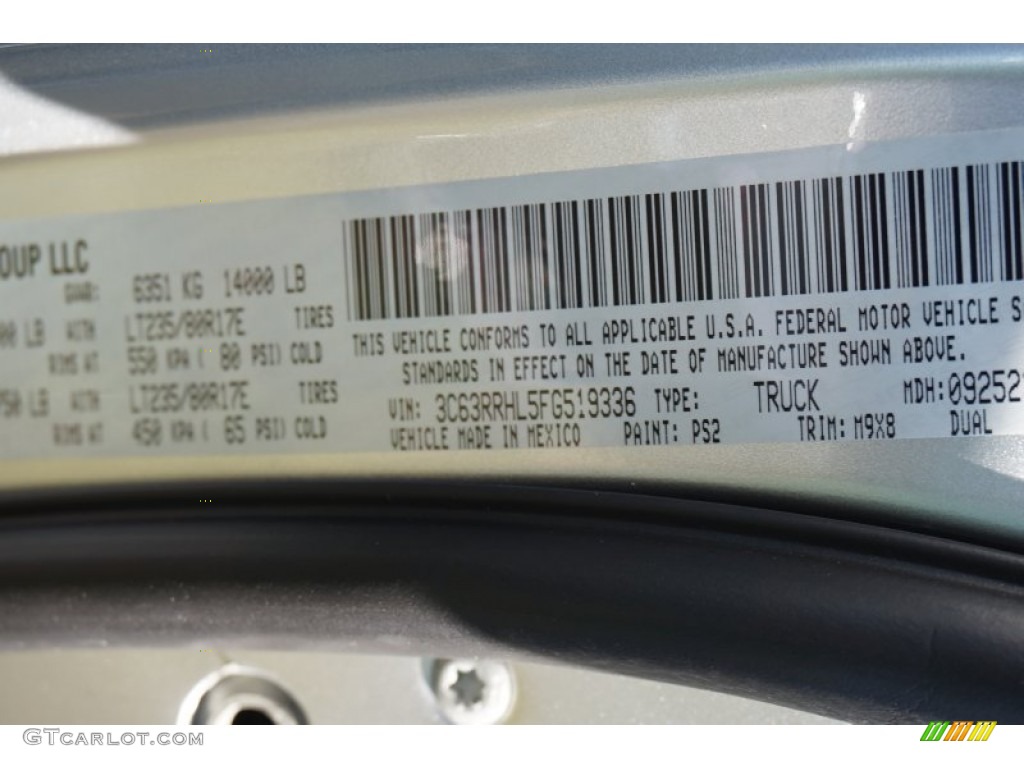 OUP LLC
GVWR: 6351 KG 14000 LB
00 LB WITH LT235/80R17E TIRES
RIMS AT 550 KPA ( 80 PSI) COLD
750 LB WITH LT235/80R17E TIRES
RIMS AT 450 KPA ( 65 PSI) COLD
THIS VEHICLE CONFORMS TO ALL APPLICABLE U.S.A. FEDERAL MOTOR VEHICLE S
STANDARDS IN EFFECT ON THE DATE OF MANUFACTURE SHOWN ABOVE.
VIN: 3C63RRHL5FG519336 TYPE: TRUCK MDH: 09252
VEHICLE MADE IN MEXICO PAINT: PS2 TRIM: M9X8 DUAL
GTCARLOT.COM